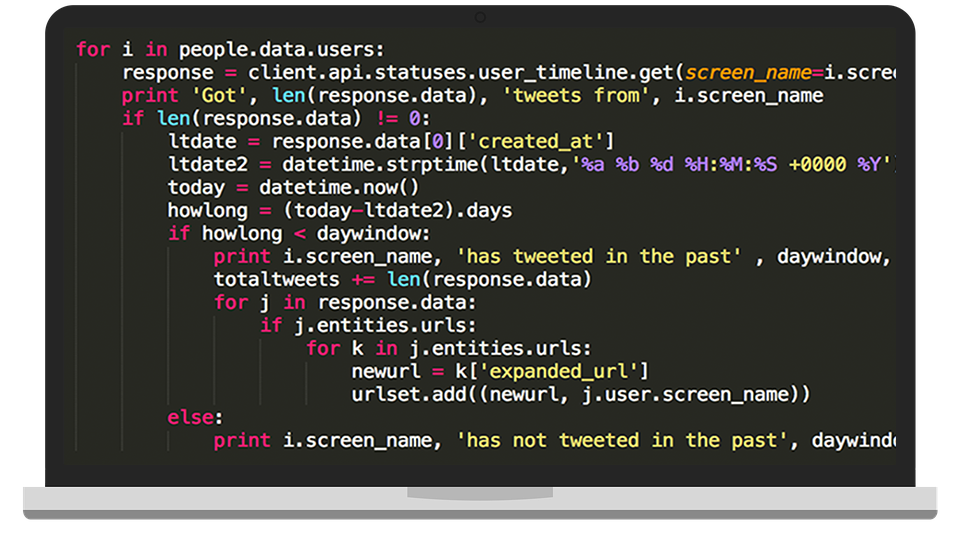 for i in people.data.users:
    response = client.api.statuses.user_timeline.get(screen_name=i.scree
    print 'Got', len(response.data), 'tweets from', i.screen_name
    if len(response.data) != 0:
        ltdate = response.data[0]['created_at']
        ltdate2 = datetime.strptime(ltdate,'%a %b %d %H:%M:%S +0000 %Y'
        today = datetime.now()
        howlong = (today-ltdate2).days
        if howlong < daywindow:
            print i.screen_name, 'has tweeted in the past' , daywindow,
            totaltweets += len(response.data)
            for j in response.data:
                if j.entities.urls:
                    for k in j.entities.urls:
                        newurl = k['expanded_url']
                        urlset.add((newurl, j.user.screen_name))
        else:
            print i.screen_name, 'has not tweeted in the past', daywind